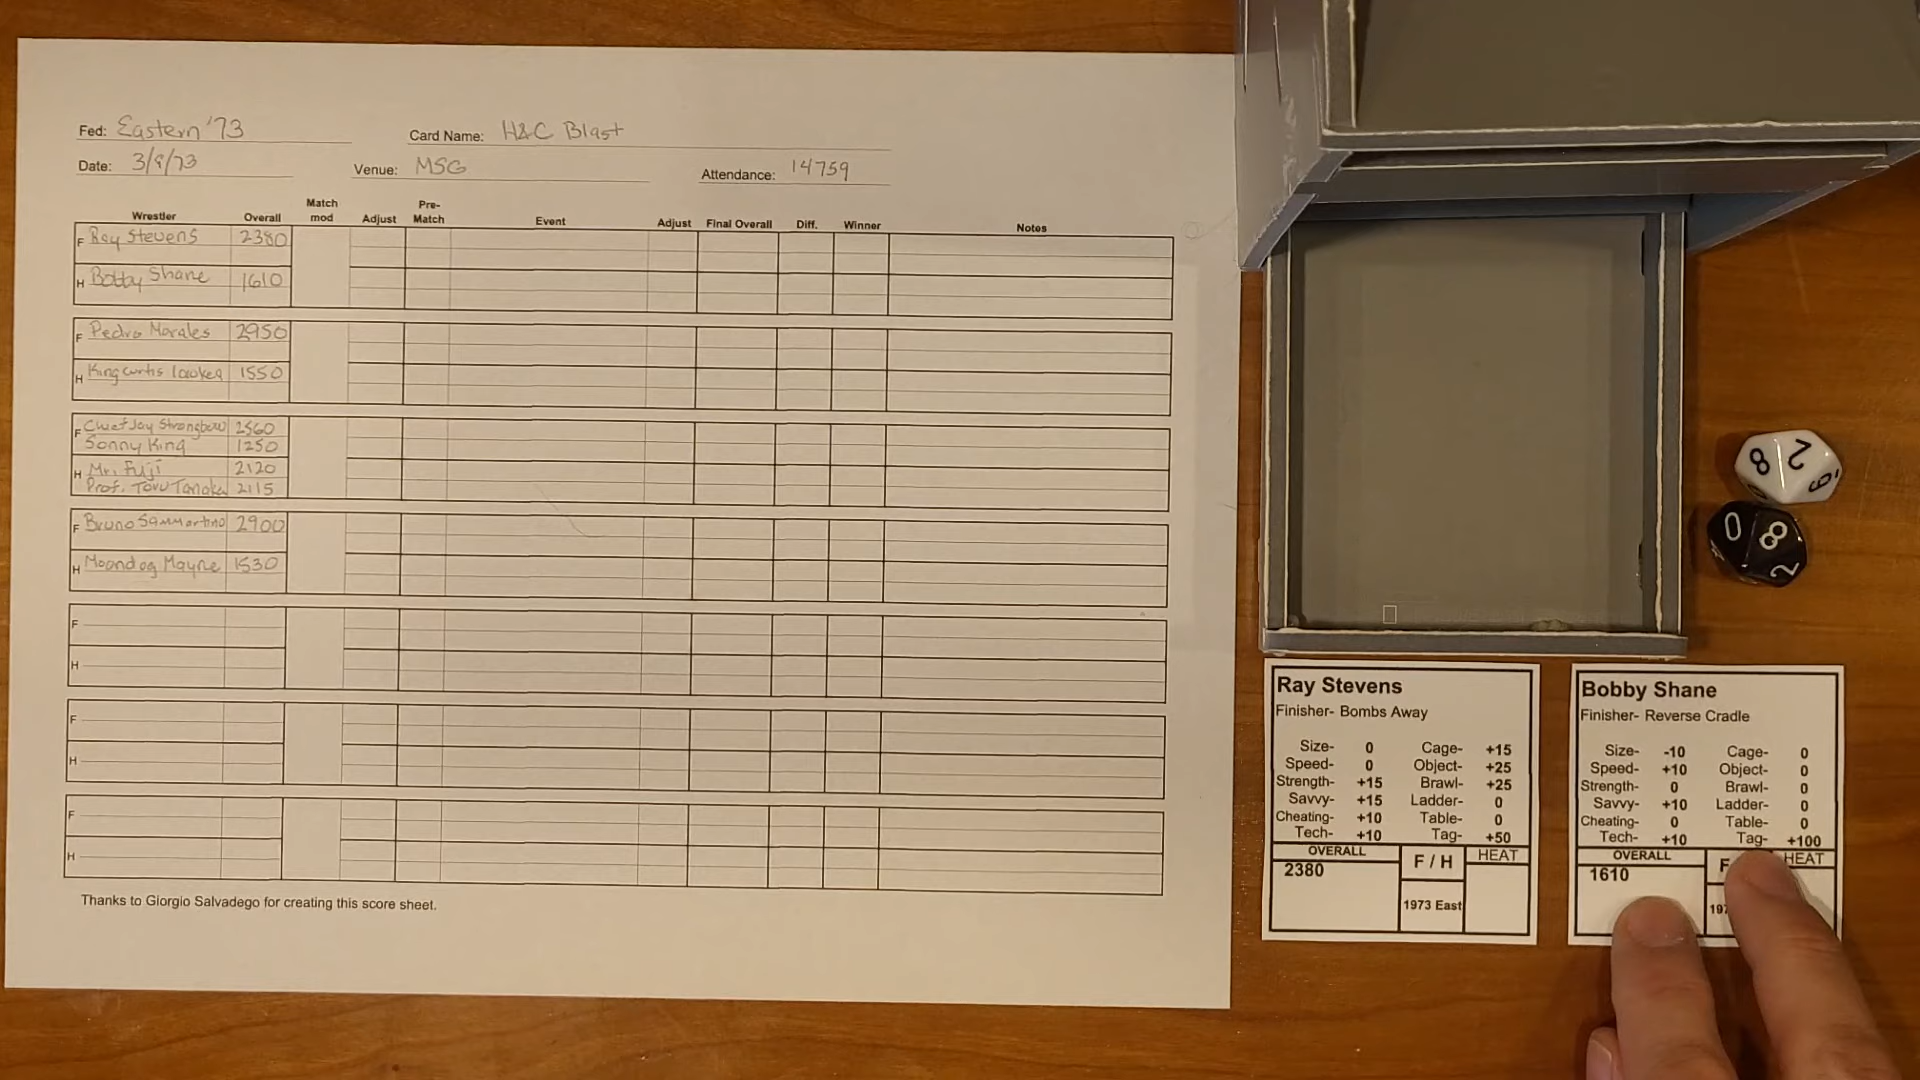 Fed: Eastern '73 Card Name: H&C Blast
Date: 3/9/73 Venue: MSG Attendance: 14759
Wrestler Overall Match mod Adjust Pre-Match Event Adjust Final Overall Diff. Winner Notes
F Ray Stevens 2380
H Bobby Shane 1610
F Pedro Morales 2950
H King Curtis Iaukea 1550
F Chief Jay Strongbow 2560
Sonny King 1250
H Mr. Fuji 2120
Prof. Toru Tanaka 2115
F Bruno Sammartino 2900
H Moondog Mayne 1530
F
H
F
H
F
H
Thanks to Giorgio Salvadego for creating this score sheet.
8 2 6
0 8 2
Ray Stevens
Finisher- Bombs Away
Size- 0 Cage- +15
Speed- 0 Object- +25
Strength- +15 Brawl- +25
Savvy- +15 Ladder- 0
Cheating- +10 Table- 0
Tech- +10 Tag- +50
OVERALL F / H HEAT
2380
1973 East
Bobby Shane
Finisher- Reverse Cradle
Size- -10 Cage- 0
Speed- +10 Object- 0
Strength- 0 Brawl- 0
Savvy- +10 Ladder- 0
Cheating- 0 Table- 0
Tech- +10 Tag- +100
OVERALL F HEAT
1610
197